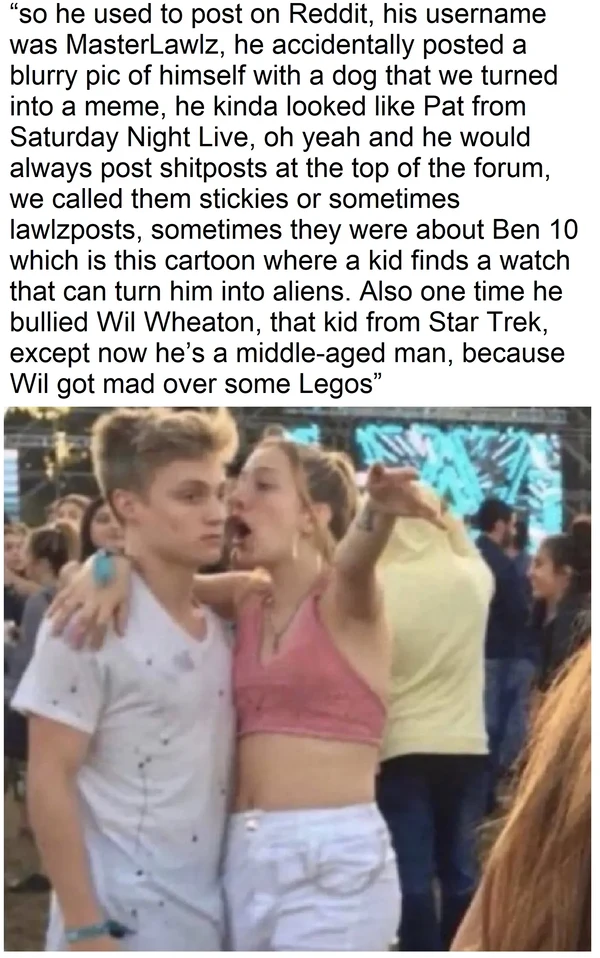 “so he used to post on Reddit, his username
was MasterLawlz, he accidentally posted a
blurry pic of himself with a dog that we turned
into a meme, he kinda looked like Pat from
Saturday Night Live, oh yeah and he would
always post shitposts at the top of the forum,
we called them stickies or sometimes
lawlzposts, sometimes they were about Ben 10
which is this cartoon where a kid finds a watch
that can turn him into aliens. Also one time he
bullied Wil Wheaton, that kid from Star Trek,
except now he’s a middle-aged man, because
Wil got mad over some Legos”